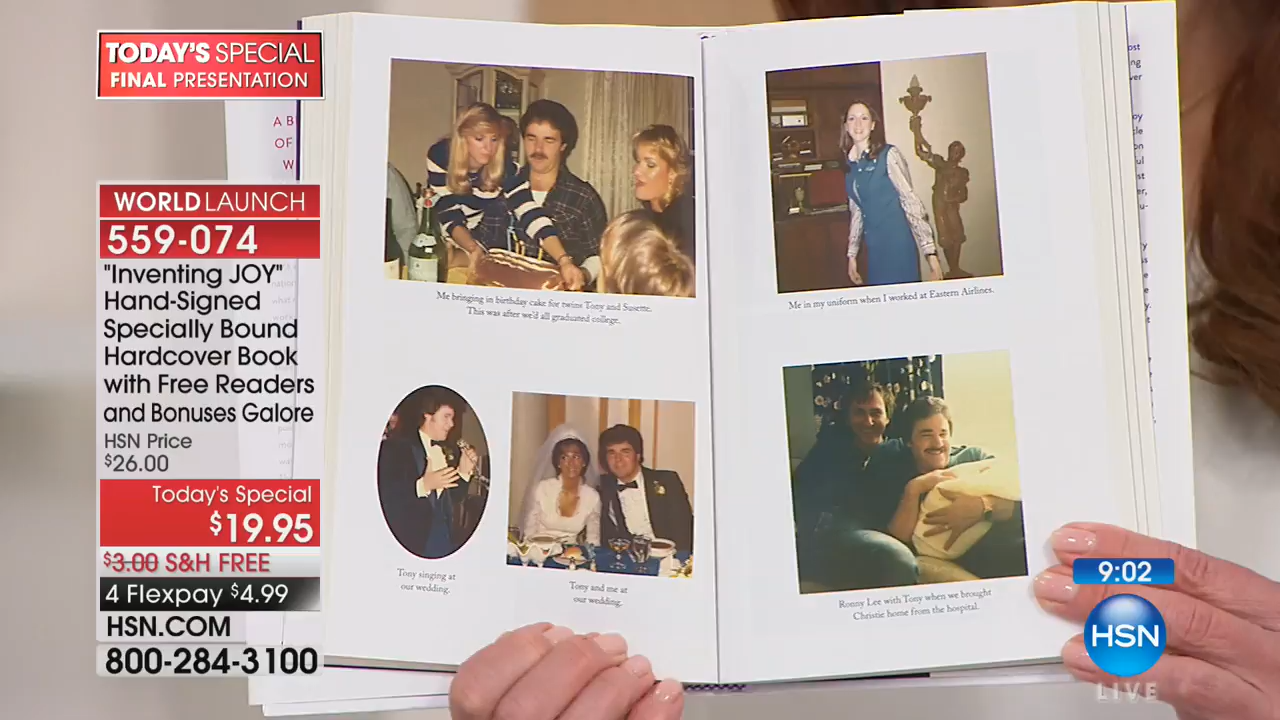 TODAY'S SPECIAL
FINAL PRESENTATION
WORLD LAUNCH
559-074
"Inventing JOY"
Hand-Signed
Specially Bound
Hardcover Book
with Free Readers
and Bonuses Galore
HSN Price
$26.00
Today's Special
$19.95
$3.00 S&H FREE
4 Flexpay $4.99
HSN.COM
800-284-3100
A B
OF
W
Me bringing in birthday cake for twins Tony and Susette.
This was after we'd all graduated college.
Tony singing at
our wedding.
Tony and me at
our wedding.
Me in my uniform when I worked at Eastern Airlines.
Ronny Lee with Tony when we brought
Christie home from the hospital.
9:02
HSN
LIVE